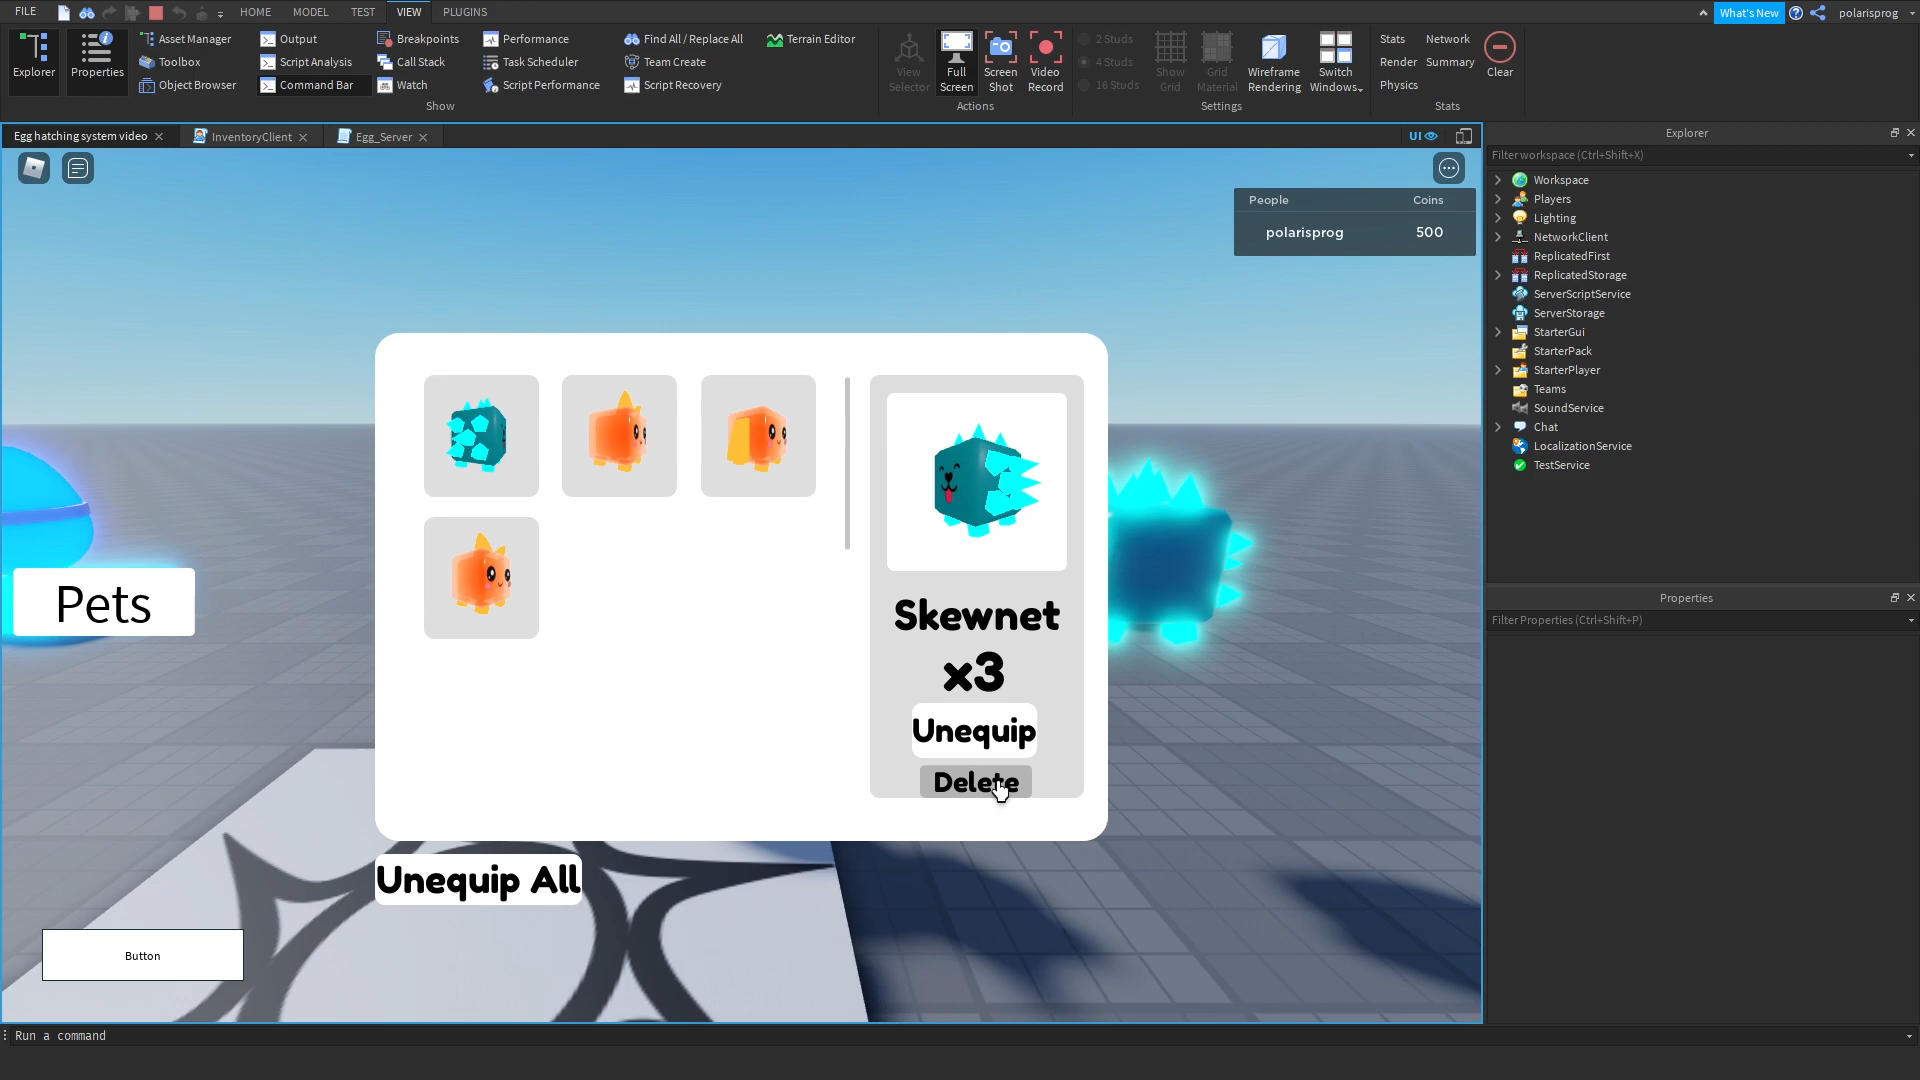 FILE HOME MODEL TEST VIEW PLUGINS What's New polarisprog
Explorer Properties Asset Manager Output Breakpoints Performance Find All / Replace All Terrain Editor
Toolbox Script Analysis Call Stack Task Scheduler Team Create
Object Browser Command Bar Watch Script Performance Script Recovery
Show
View Selector Full Screen Screen Shot Video Record
Actions
2 Studs
4 Studs
16 Studs
Show Grid Grid Material Wireframe Rendering Switch Windows
Settings
Stats Network
Render Summary
Physics
Clear
Stats
Egg hatching system video InventoryClient Egg_Server UI
People Coins
polarisprog 500
Pets
Skewnet
x3
Unequip
Delete
Unequip All
Button
Explorer
Filter workspace (Ctrl+Shift+X)
Workspace
Players
Lighting
NetworkClient
ReplicatedFirst
ReplicatedStorage
ServerScriptService
ServerStorage
StarterGui
StarterPack
StarterPlayer
Teams
SoundService
Chat
LocalizationService
TestService
Properties
Filter Properties (Ctrl+Shift+P)
Run a command